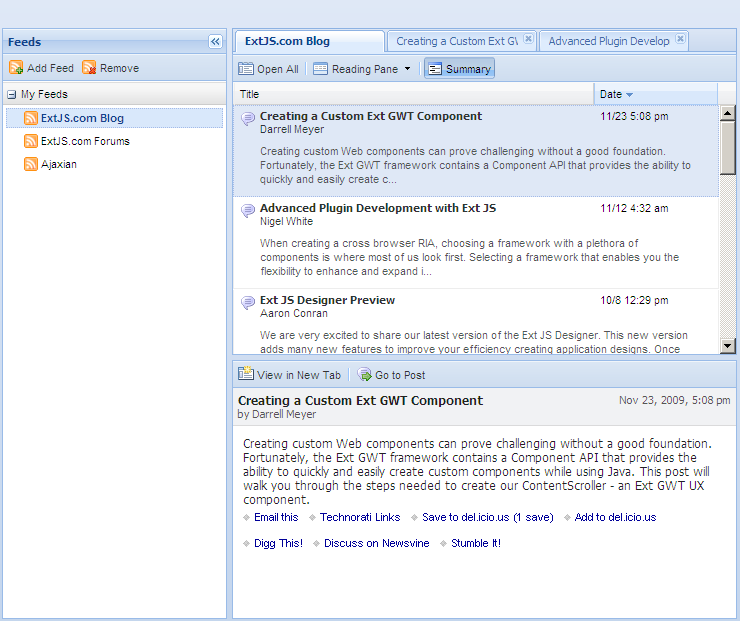 Feeds
Add Feed Remove
My Feeds
ExtJS.com Blog
ExtJS.com Forums
Ajaxian
ExtJS.com Blog Creating a Custom Ext GW Advanced Plugin Develop
Open All Reading Pane Summary
Title Date
Creating a Custom Ext GWT Component 11/23 5:08 pm
Darrell Meyer
Creating custom Web components can prove challenging without a good foundation.
Fortunately, the Ext GWT framework contains a Component API that provides the ability to
quickly and easily create c...
Advanced Plugin Development with Ext JS 11/12 4:32 am
Nigel White
When creating a cross browser RIA, choosing a framework with a plethora of
components is where most of us look first. Selecting a framework that enables you the
flexibility to enhance and expand i...
Ext JS Designer Preview 10/8 12:29 pm
Aaron Conran
We are very excited to share our latest version of the Ext JS Designer. This new version
adds many new features to improve your efficiency creating application designs. Once
View in New Tab Go to Post
Creating a Custom Ext GWT Component Nov 23, 2009, 5:08 pm
by Darrell Meyer
Creating custom Web components can prove challenging without a good foundation.
Fortunately, the Ext GWT framework contains a Component API that provides the
ability to quickly and easily create custom components while using Java. This post will
walk you through the steps needed to create our ContentScroller - an Ext GWT UX
component.
Email this Technorati Links Save to del.icio.us (1 save) Add to del.icio.us
Digg This! Discuss on Newsvine Stumble It!